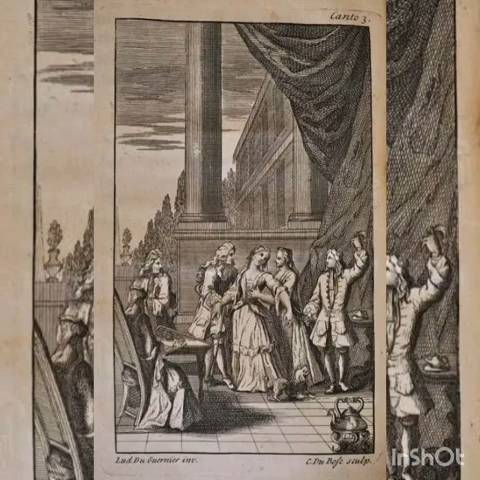 Canto 3.
Lud. Du Guernier inv.
C. Du Bosc sculp.
InShOt